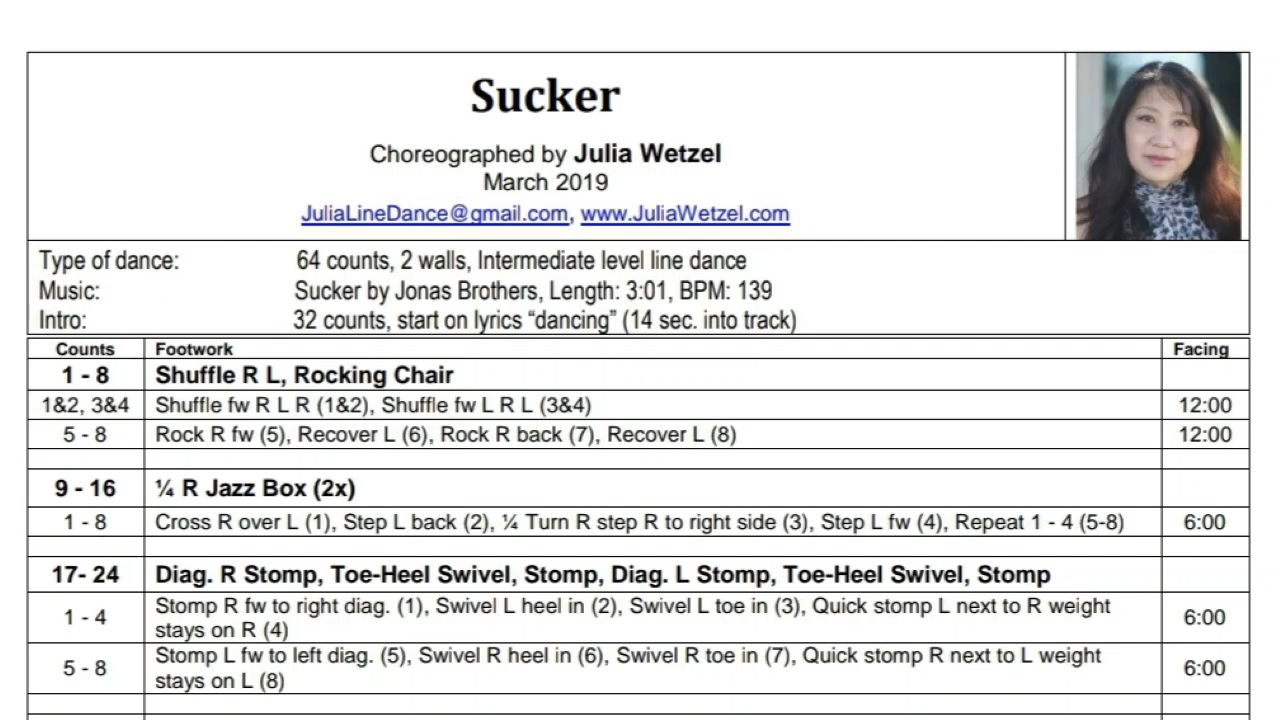 Sucker
Choreographed by Julia Wetzel
March 2019
JuliaLineDance@gmail.com, www.JuliaWetzel.com
Type of dance: 64 counts, 2 walls, Intermediate level line dance
Music: Sucker by Jonas Brothers, Length: 3:01, BPM: 139
Intro: 32 counts, start on lyrics “dancing” (14 sec. into track)
Counts Footwork Facing
1 - 8 Shuffle R L, Rocking Chair
1&2, 3&4 Shuffle fw R L R (1&2), Shuffle fw L R L (3&4) 12:00
5 - 8 Rock R fw (5), Recover L (6), Rock R back (7), Recover L (8) 12:00
9 - 16 ¼ R Jazz Box (2x)
1 - 8 Cross R over L (1), Step L back (2), ¼ Turn R step R to right side (3), Step L fw (4), Repeat 1 - 4 (5-8) 6:00
17- 24 Diag. R Stomp, Toe-Heel Swivel, Stomp, Diag. L Stomp, Toe-Heel Swivel, Stomp
1 - 4 Stomp R fw to right diag. (1), Swivel L heel in (2), Swivel L toe in (3), Quick stomp L next to R weight
stays on R (4) 6:00
5 - 8 Stomp L fw to left diag. (5), Swivel R heel in (6), Swivel R toe in (7), Quick stomp R next to L weight
stays on L (8) 6:00